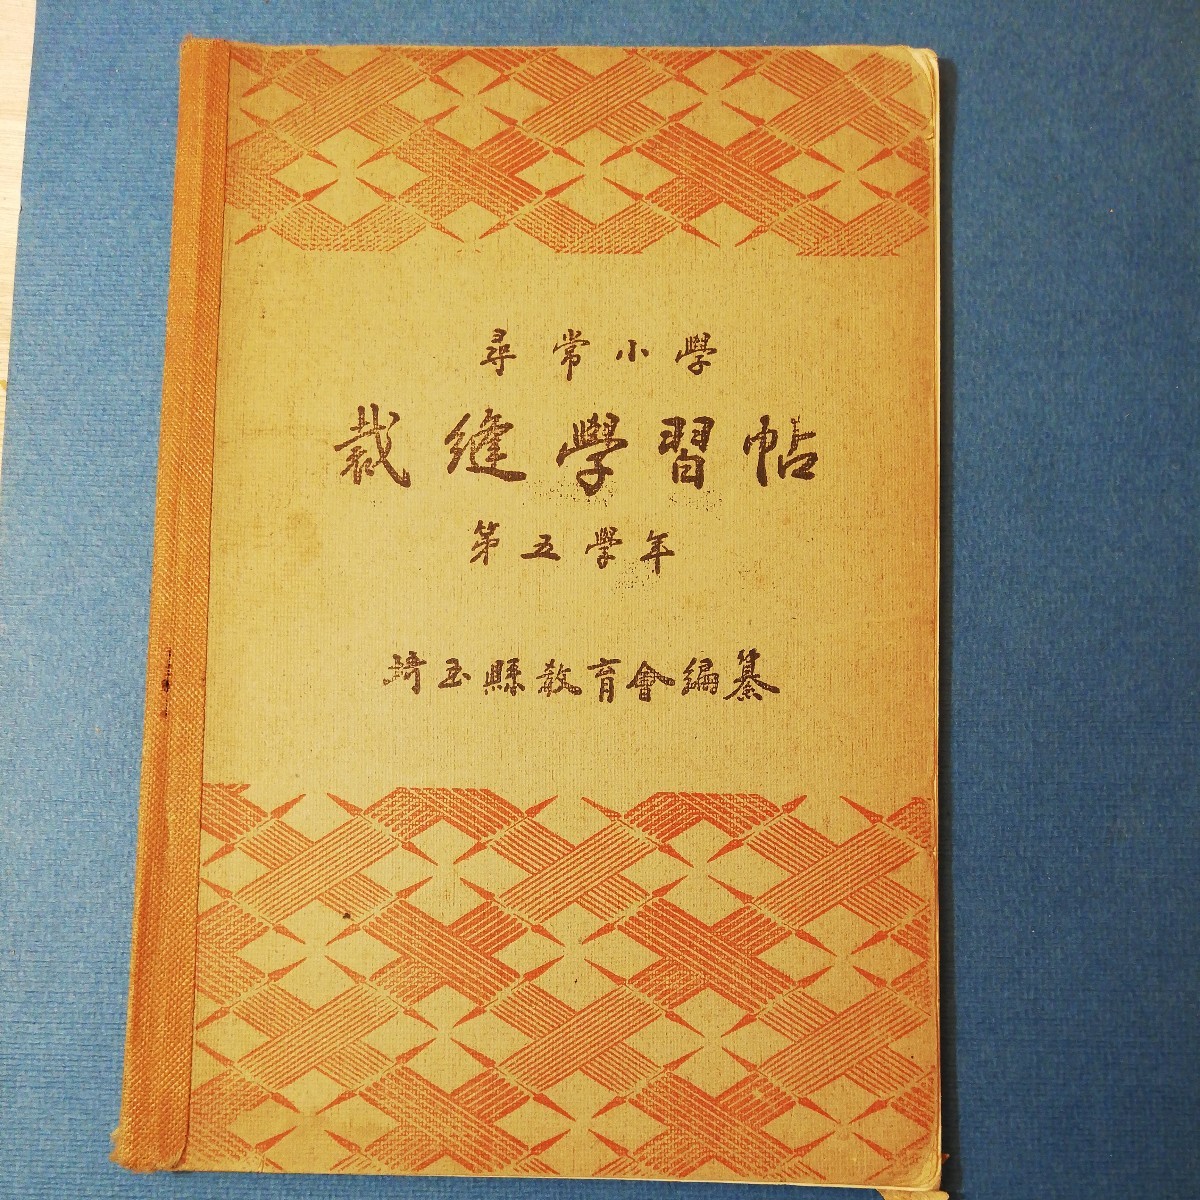 尋常小學
裁縫學習帖
第五學年
埼玉縣敎育會編纂